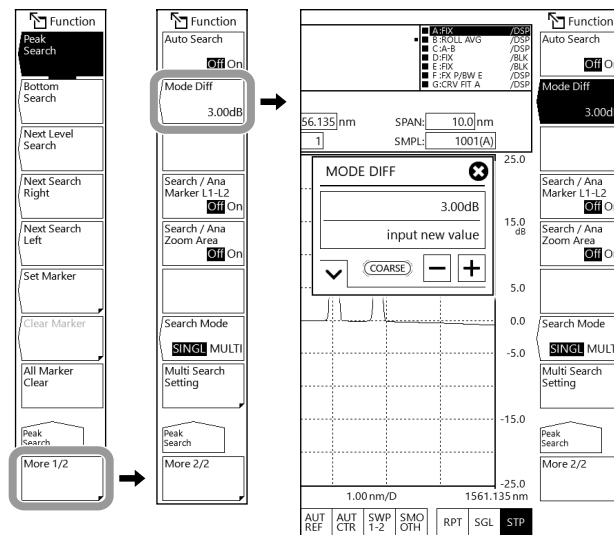 Function
Peak
Search
Bottom
Search
Next Level
Search
Next Search
Right
Next Search
Left
Set Marker
Clear Marker
All Marker
Clear
Peak
Search
More 1/2
Function
Auto Search
Off On
Mode Diff
3.00dB
Search / Ana
Marker L1-L2
Off On
Search / Ana
Zoom Area
Off On
Search Mode
SINGL MULTI
Multi Search
Setting
Peak
Search
More 2/2
A:FIX /DSP
B:ROLL AVG /DSP
C:A-B /DSP
D:FIX /BLK
E:FIX /BLK
F:FX P/BW E /DSP
G:CRV FIT A /DSP
56.135 nm SPAN: 10.0 nm
1 SMPL: 1001(A)
MODE DIFF
3.00dB
input new value
COARSE
25.0
15.0
dB
5.0
0.0
-5.0
-15.0
-25.0
1.00 nm/D 1561.135 nm
AUT
REF
AUT
CTR
SWP
1-2
SMO
OTH
RPT
SGL
STP
Function
Auto Search
Off O
Mode Diff
3.00d
Search / Ana
Marker L1-L2
Off O
Search / Ana
Zoom Area
Off O
Search Mode
SINGL MULT
Multi Search
Setting
Peak
Search
More 2/2